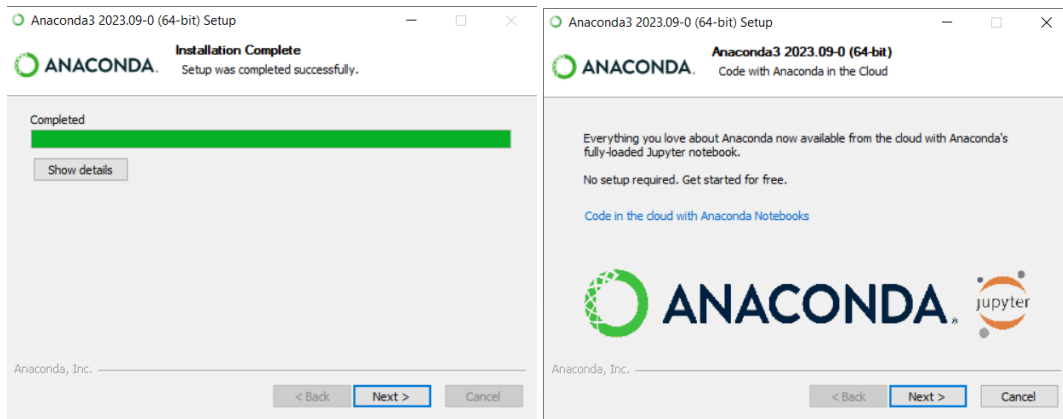 Anaconda3 2023.09-0 (64-bit) Setup
ANACONDA.
Installation Complete
Setup was completed successfully.
Completed
Show details
Anaconda, Inc.
< Back
Next >
Cancel
Anaconda3 2023.09-0 (64-bit) Setup
ANACONDA.
Anaconda3 2023.09-0 (64-bit)
Code with Anaconda in the Cloud
Everything you love about Anaconda now available from the cloud with Anaconda's
fully-loaded Jupyter notebook.
No setup required. Get started for free.
Code in the cloud with Anaconda Notebooks
ANACONDA.
jupyter
Anaconda, Inc.
< Back
Next >
Cancel